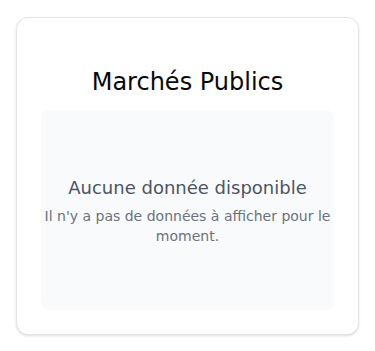 Marchés Publics
Aucune donnée disponible
Il n'y a pas de données à afficher pour le
moment.